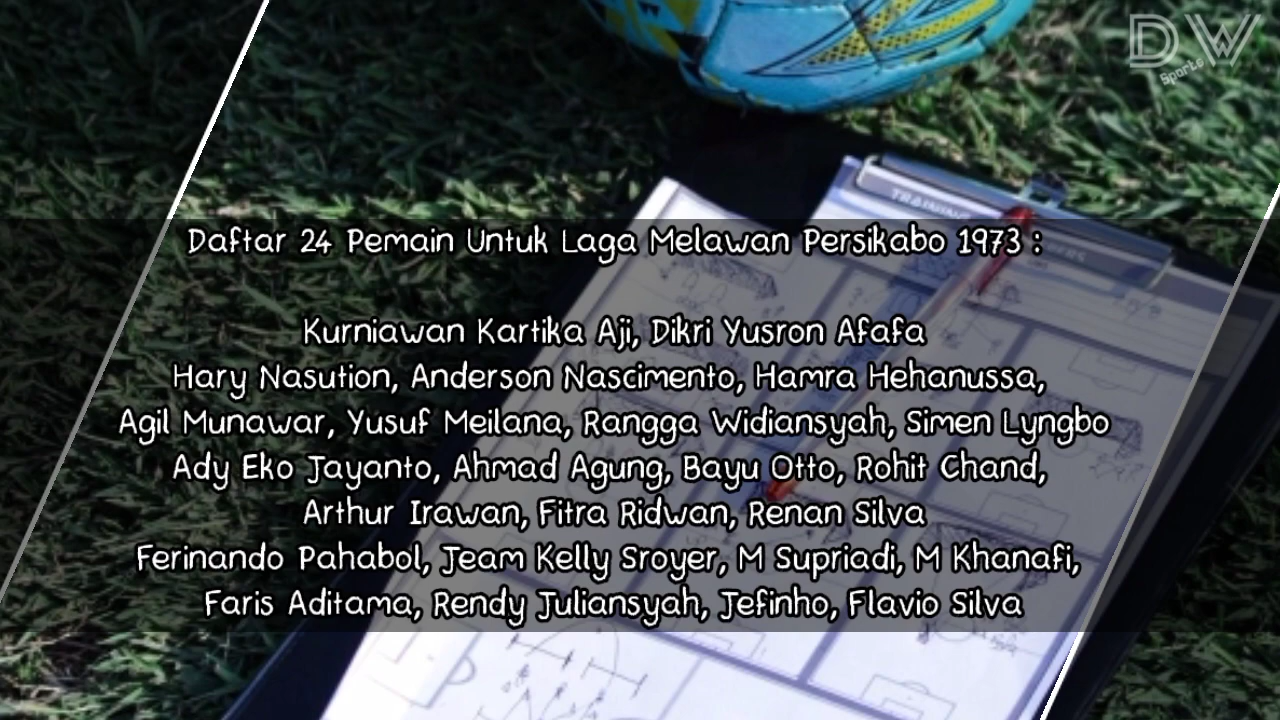 DW
Sports
TRAINING
Daftar 24 Pemain Untuk Laga Melawan Persikabo 1973 :
Kurniawan Kartika Aji, Dikri Yusron Afafa
Hary Nasution, Anderson Nascimento, Hamra Hehanussa,
Agil Munawar, Yusuf Meilana, Rangga Widiansyah, Simen Lyngbo
Ady Eko Jayanto, Ahmad Agung, Bayu Otto, Rohit Chand,
Arthur Irawan, Fitra Ridwan, Renan Silva
Ferinando Pahabol, Jeam Kelly Sroyer, M Supriadi, M Khanafi,
Faris Aditama, Rendy Juliansyah, Jefinho, Flavio Silva